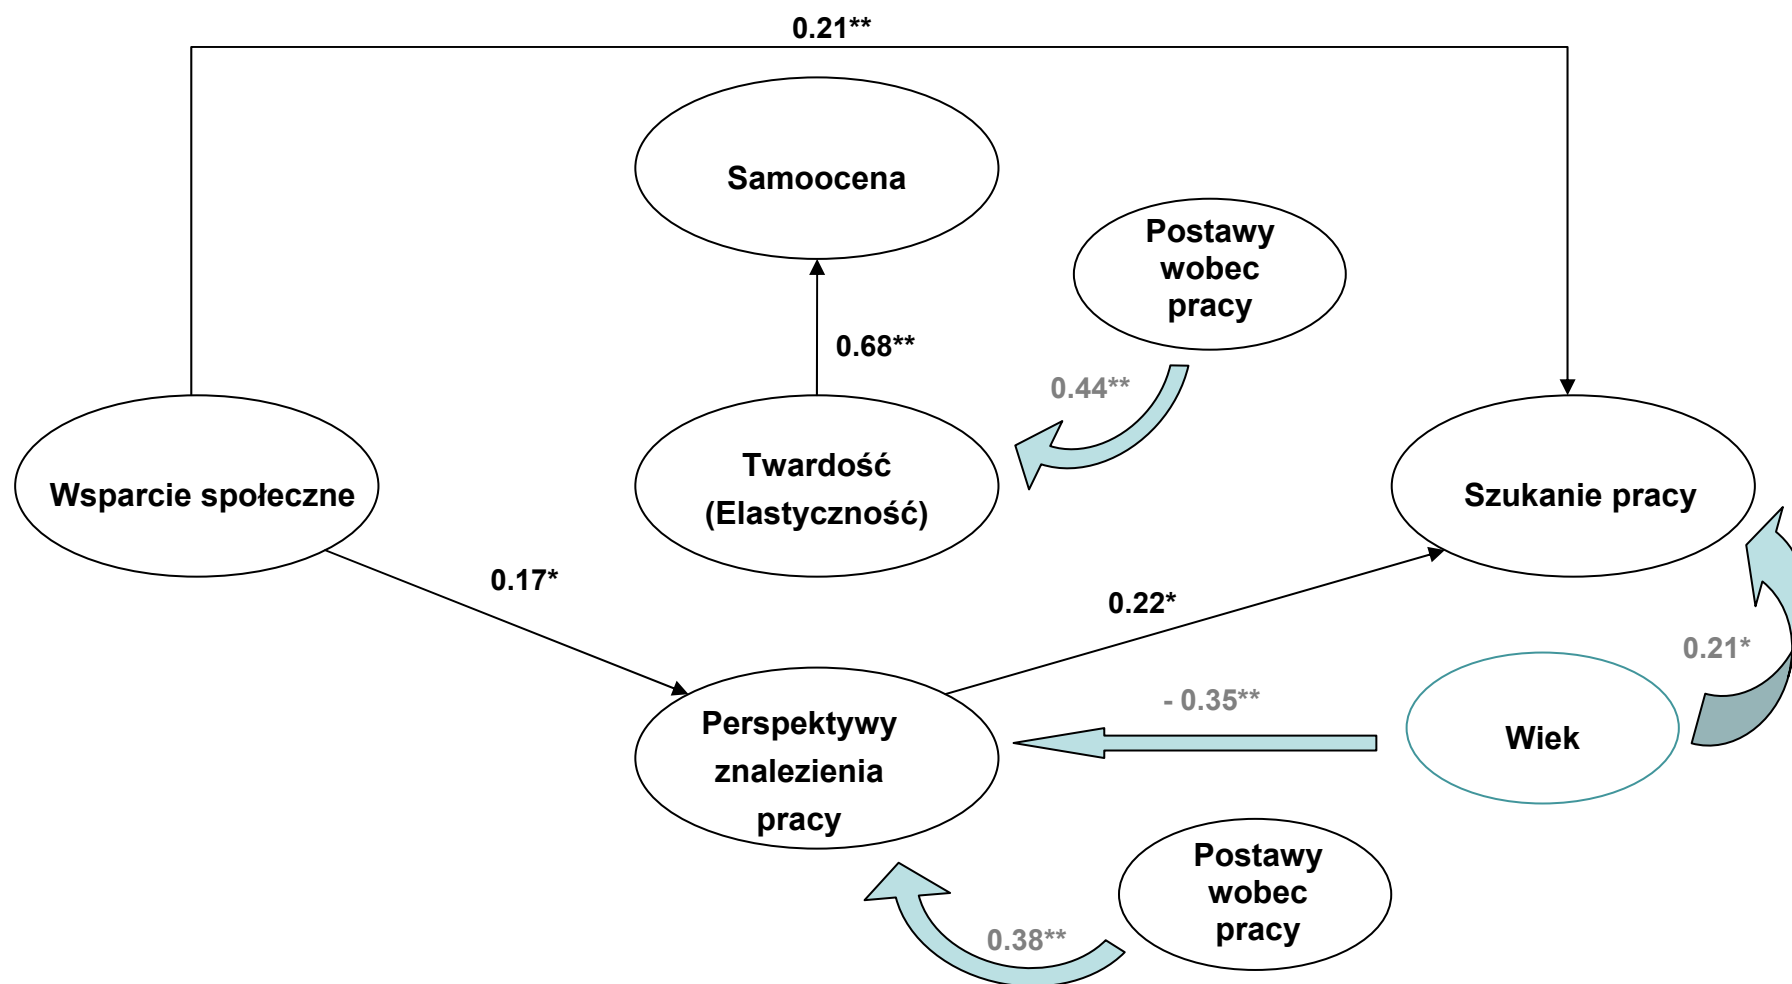 0.21**
Samoocena
Postawy
wobec
pracy
0.68**
0.44**
Wsparcie społeczne
Twardość
(Elastyczność)
Szukanie pracy
0.17*
0.22*
0.21*
- 0.35**
Perspektywy
znalezienia
pracy
Wiek
Postawy
wobec
pracy
0.38**